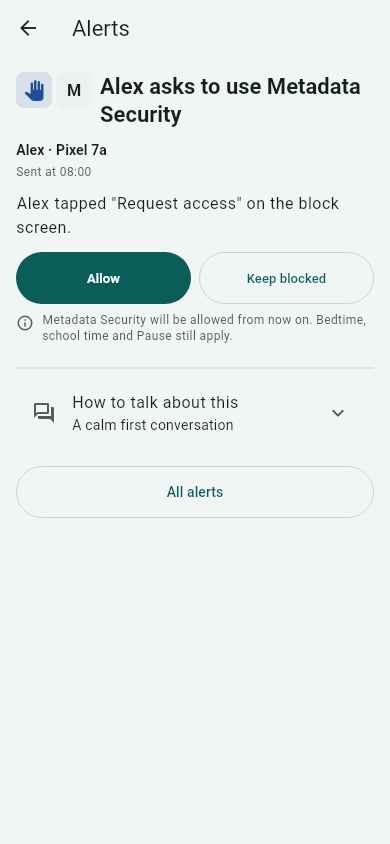 Alerts
M
Alex asks to use Metadata
Security
Alex · Pixel 7a
Sent at 08:00
Alex tapped "Request access" on the block
screen.
Allow
Keep blocked
Metadata Security will be allowed from now on. Bedtime,
school time and Pause still apply.
How to talk about this
A calm first conversation
All alerts